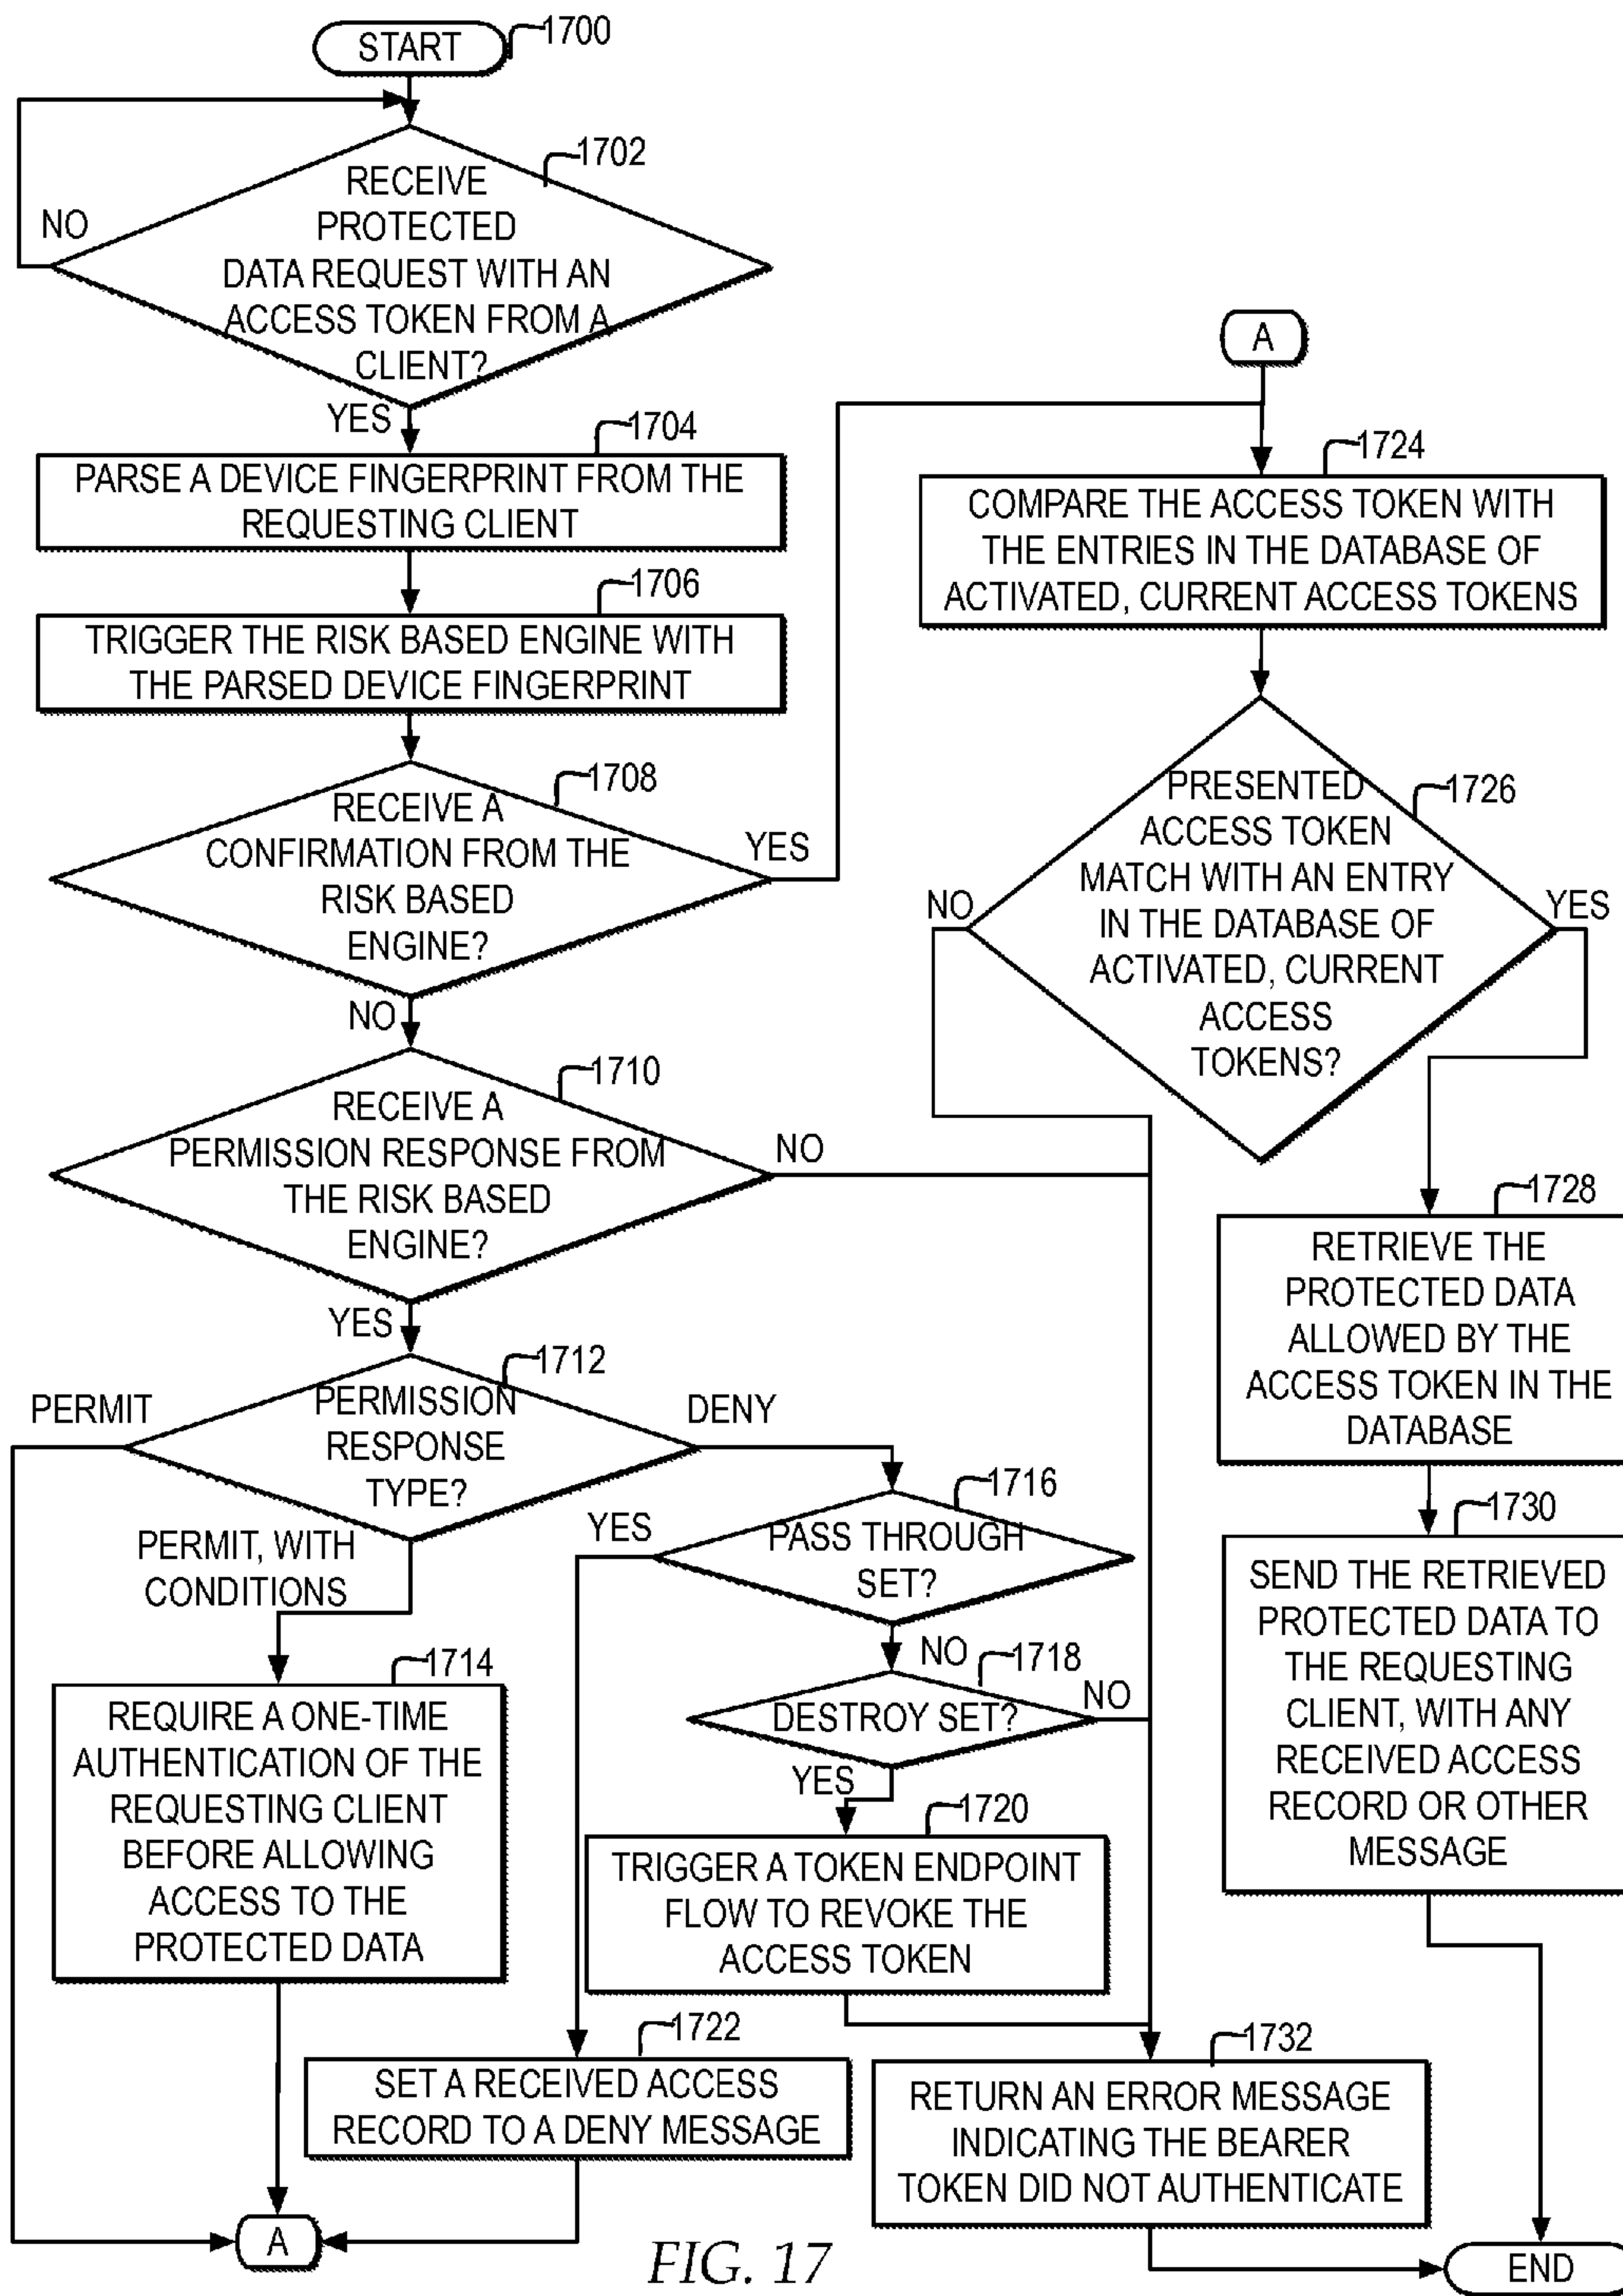 START
1700
1702
RECEIVE
PROTECTED
DATA REQUEST WITH AN
ACCESS TOKEN FROM A
CLIENT?
NO
YES
1704
PARSE A DEVICE FINGERPRINT FROM THE
REQUESTING CLIENT
1706
TRIGGER THE RISK BASED ENGINE WITH
THE PARSED DEVICE FINGERPRINT
1708
RECEIVE A
CONFIRMATION FROM THE
RISK BASED
ENGINE?
YES
NO
1710
RECEIVE A
PERMISSION RESPONSE FROM
THE RISK BASED
ENGINE?
NO
YES
1712
PERMISSION
RESPONSE
TYPE?
PERMIT
DENY
PERMIT, WITH
CONDITIONS
1714
REQUIRE A ONE-TIME
AUTHENTICATION OF THE
REQUESTING CLIENT
BEFORE ALLOWING
ACCESS TO THE
PROTECTED DATA
1716
PASS THROUGH
SET?
YES
NO
1718
DESTROY SET?
NO
YES
1720
TRIGGER A TOKEN ENDPOINT
FLOW TO REVOKE THE
ACCESS TOKEN
1722
SET A RECEIVED ACCESS
RECORD TO A DENY MESSAGE
A
A
1724
COMPARE THE ACCESS TOKEN WITH
THE ENTRIES IN THE DATABASE OF
ACTIVATED, CURRENT ACCESS TOKENS
1726
PRESENTED
ACCESS TOKEN
MATCH WITH AN ENTRY
IN THE DATABASE OF
ACTIVATED, CURRENT
ACCESS
TOKENS?
NO
YES
1728
RETRIEVE THE
PROTECTED DATA
ALLOWED BY THE
ACCESS TOKEN IN THE
DATABASE
1730
SEND THE RETRIEVED
PROTECTED DATA TO
THE REQUESTING
CLIENT, WITH ANY
RECEIVED ACCESS
RECORD OR OTHER
MESSAGE
1732
RETURN AN ERROR MESSAGE
INDICATING THE BEARER
TOKEN DID NOT AUTHENTICATE
END
FIG. 17